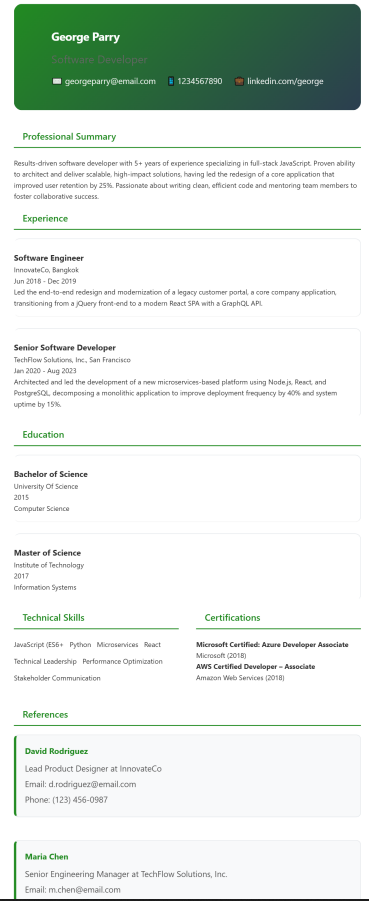 George Parry
Software Developer
georgeparry@email.com 1234567890 linkedin.com/george
Professional Summary
Results-driven software developer with 5+ years of experience specializing in full-stack JavaScript. Proven ability
to architect and deliver scalable, high-impact solutions, having led the redesign of a core application that
improved user retention by 25%. Passionate about writing clean, efficient code and mentoring team members to
foster collaborative success.
Experience
Software Engineer
InnovateCo, Bangkok
Jun 2018 - Dec 2019
Led the end-to-end redesign and modernization of a legacy customer portal, a core company application,
transitioning from a jQuery front-end to a modern React SPA with a GraphQL API.
Senior Software Developer
TechFlow Solutions, Inc., San Francisco
Jan 2020 - Aug 2023
Architected and led the development of a new microservices-based platform using Node.js, React, and
PostgreSQL, decomposing a monolithic application to improve deployment frequency by 40% and system
uptime by 15%.
Education
Bachelor of Science
University Of Science
2015
Computer Science
Master of Science
Institute of Technology
2017
Information Systems
Technical Skills
JavaScript (ES6+ Python Microservices React
Technical Leadership Performance Optimization
Stakeholder Communication
Certifications
Microsoft Certified: Azure Developer Associate
Microsoft (2018)
AWS Certified Developer – Associate
Amazon Web Services (2018)
References
David Rodriguez
Lead Product Designer at InnovateCo
Email: d.rodriguez@email.com
Phone: (123) 456-0987
Maria Chen
Senior Engineering Manager at TechFlow Solutions, Inc.
Email: m.chen@email.com